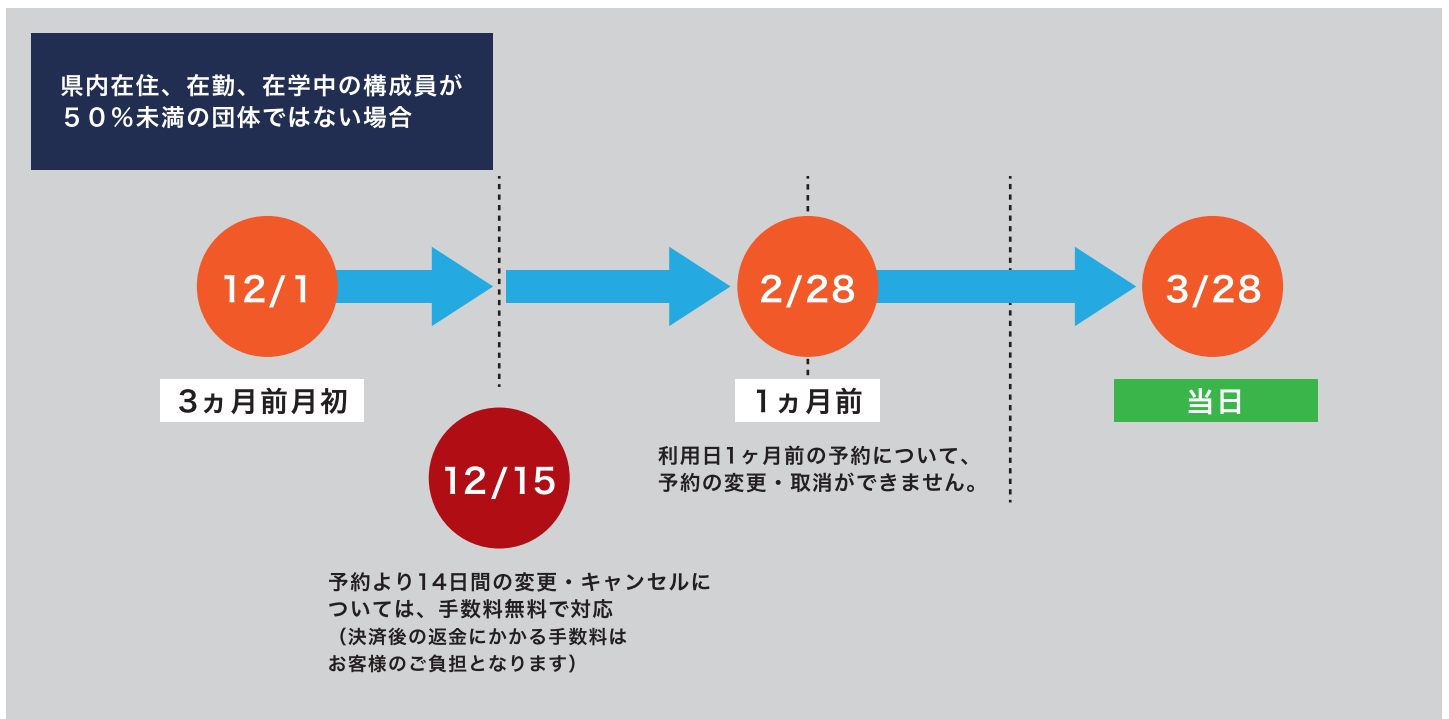 県内在住、在勤、在学中の構成員が
５０％未満の団体ではない場合
12/1
2/28
3/28
3ヵ月前月初
1ヵ月前
当日
利用日1ヶ月前の予約について、
予約の変更・取消ができません。
12/15
予約より14日間の変更・キャンセルに
ついては、手数料無料で対応
（決済後の返金にかかる手数料は
お客様のご負担となります）